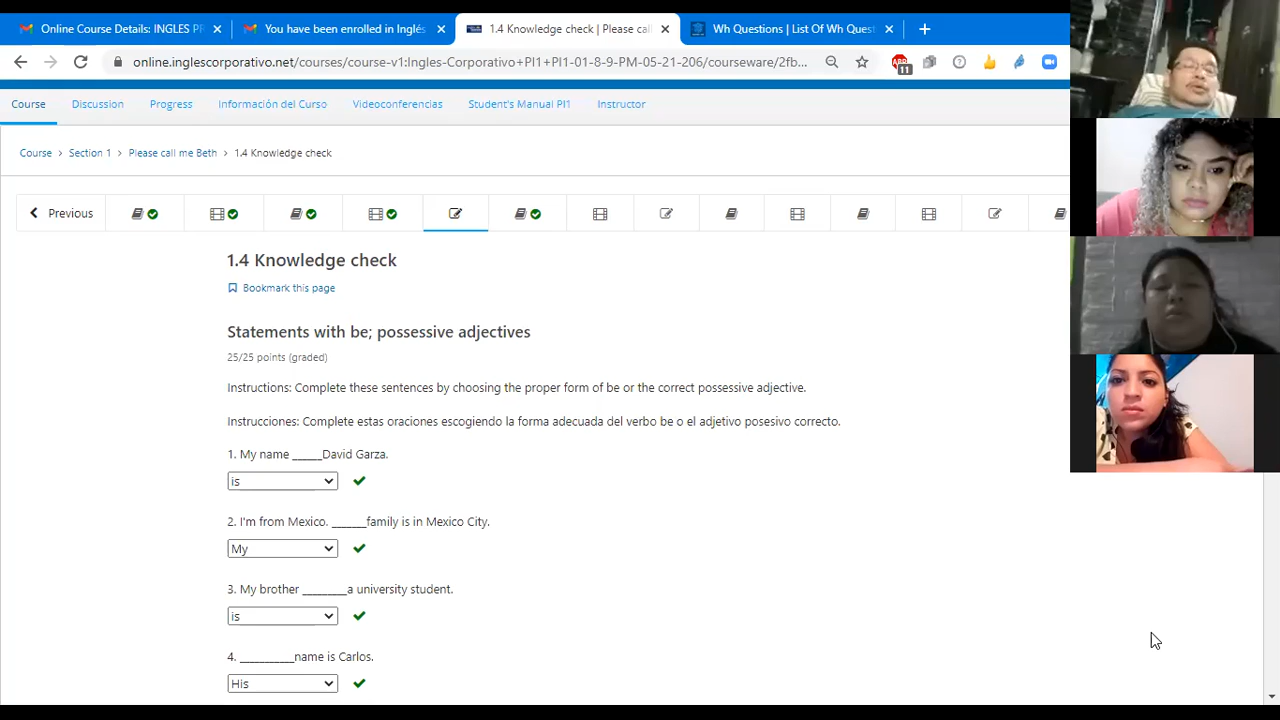 Online Course Details: INGLES PR
You have been enrolled in Inglés
1.4 Knowledge check | Please cal
Wh Questions | List Of Wh Quest
online.inglescorporativo.net/courses/course-v1:Ingles-Corporativo+PI1+PI1-01-8-9-PM-05-21-206/courseware/2fb...
ABP
11
Course
Discussion
Progress
Información del Curso
Videoconferencias
Student's Manual PI1
Instructor
Course > Section 1 > Please call me Beth > 1.4 Knowledge check
Previous
1.4 Knowledge check
Bookmark this page
Statements with be; possessive adjectives
25/25 points (graded)
Instructions: Complete these sentences by choosing the proper form of be or the correct possessive adjective.
Instrucciones: Complete estas oraciones escogiendo la forma adecuada del verbo be o el adjetivo posesivo correcto.
1. My name ______David Garza.
is
2. I'm from Mexico. _______family is in Mexico City.
My
3. My brother _________a university student.
is
4. ___________name is Carlos.
His